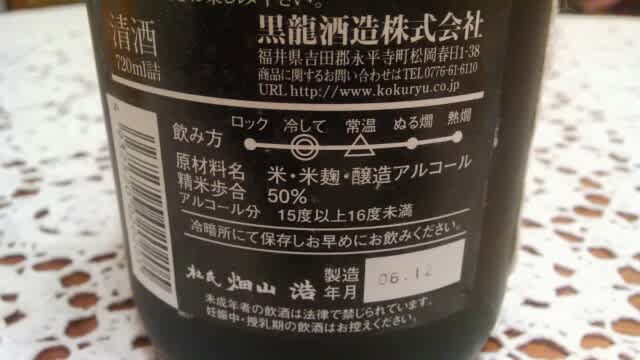 楽しみ下さい。
清酒
720ml詰
黒龍酒造株式会社
福井県吉田郡永平寺町松岡春日1-38
商品に関するお問い合わせはTEL0776-61-6110
URL http://www.kokuryu.co.jp
飲み方 ロック 冷して 常温 ぬる燗 熱燗
原材料名 米・米麹・醸造アルコール
精米歩合 50%
アルコール分 15度以上16度未満
冷暗所にて保存しお早めにお飲みください。
杜氏 畑山 浩
製造年月 06.12
未成年者の飲酒は法律で禁じられています。
妊娠中・授乳期の飲酒はお控えください。